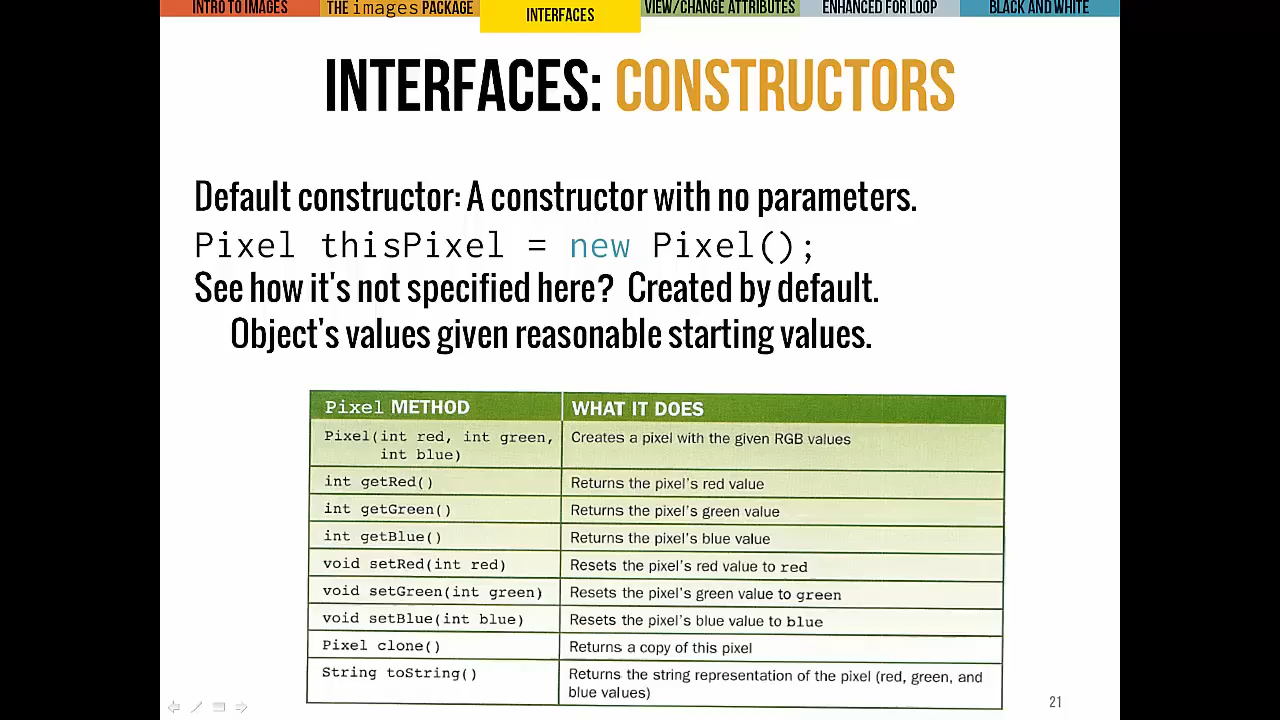 INTRO TO IMAGES
THE images PACKAGE
INTERFACES
VIEW/CHANGE ATTRIBUTES
ENHANCED FOR LOOP
BLACK AND WHITE
INTERFACES: CONSTRUCTORS
Default constructor: A constructor with no parameters.
Pixel thisPixel = new Pixel();
See how it's not specified here? Created by default.
Object's values given reasonable starting values.
Pixel METHOD WHAT IT DOES
Pixel(int red, int green, Creates a pixel with the given RGB values
int blue)
int getRed() Returns the pixel's red value
int getGreen() Returns the pixel's green value
int getBlue() Returns the pixel's blue value
void setRed(int red) Resets the pixel's red value to red
void setGreen(int green) Resets the pixel's green value to green
void setBlue(int blue) Resets the pixel's blue value to blue
Pixel clone() Returns a copy of this pixel
String toString() Returns the string representation of the pixel (red, green, and
blue values)
21